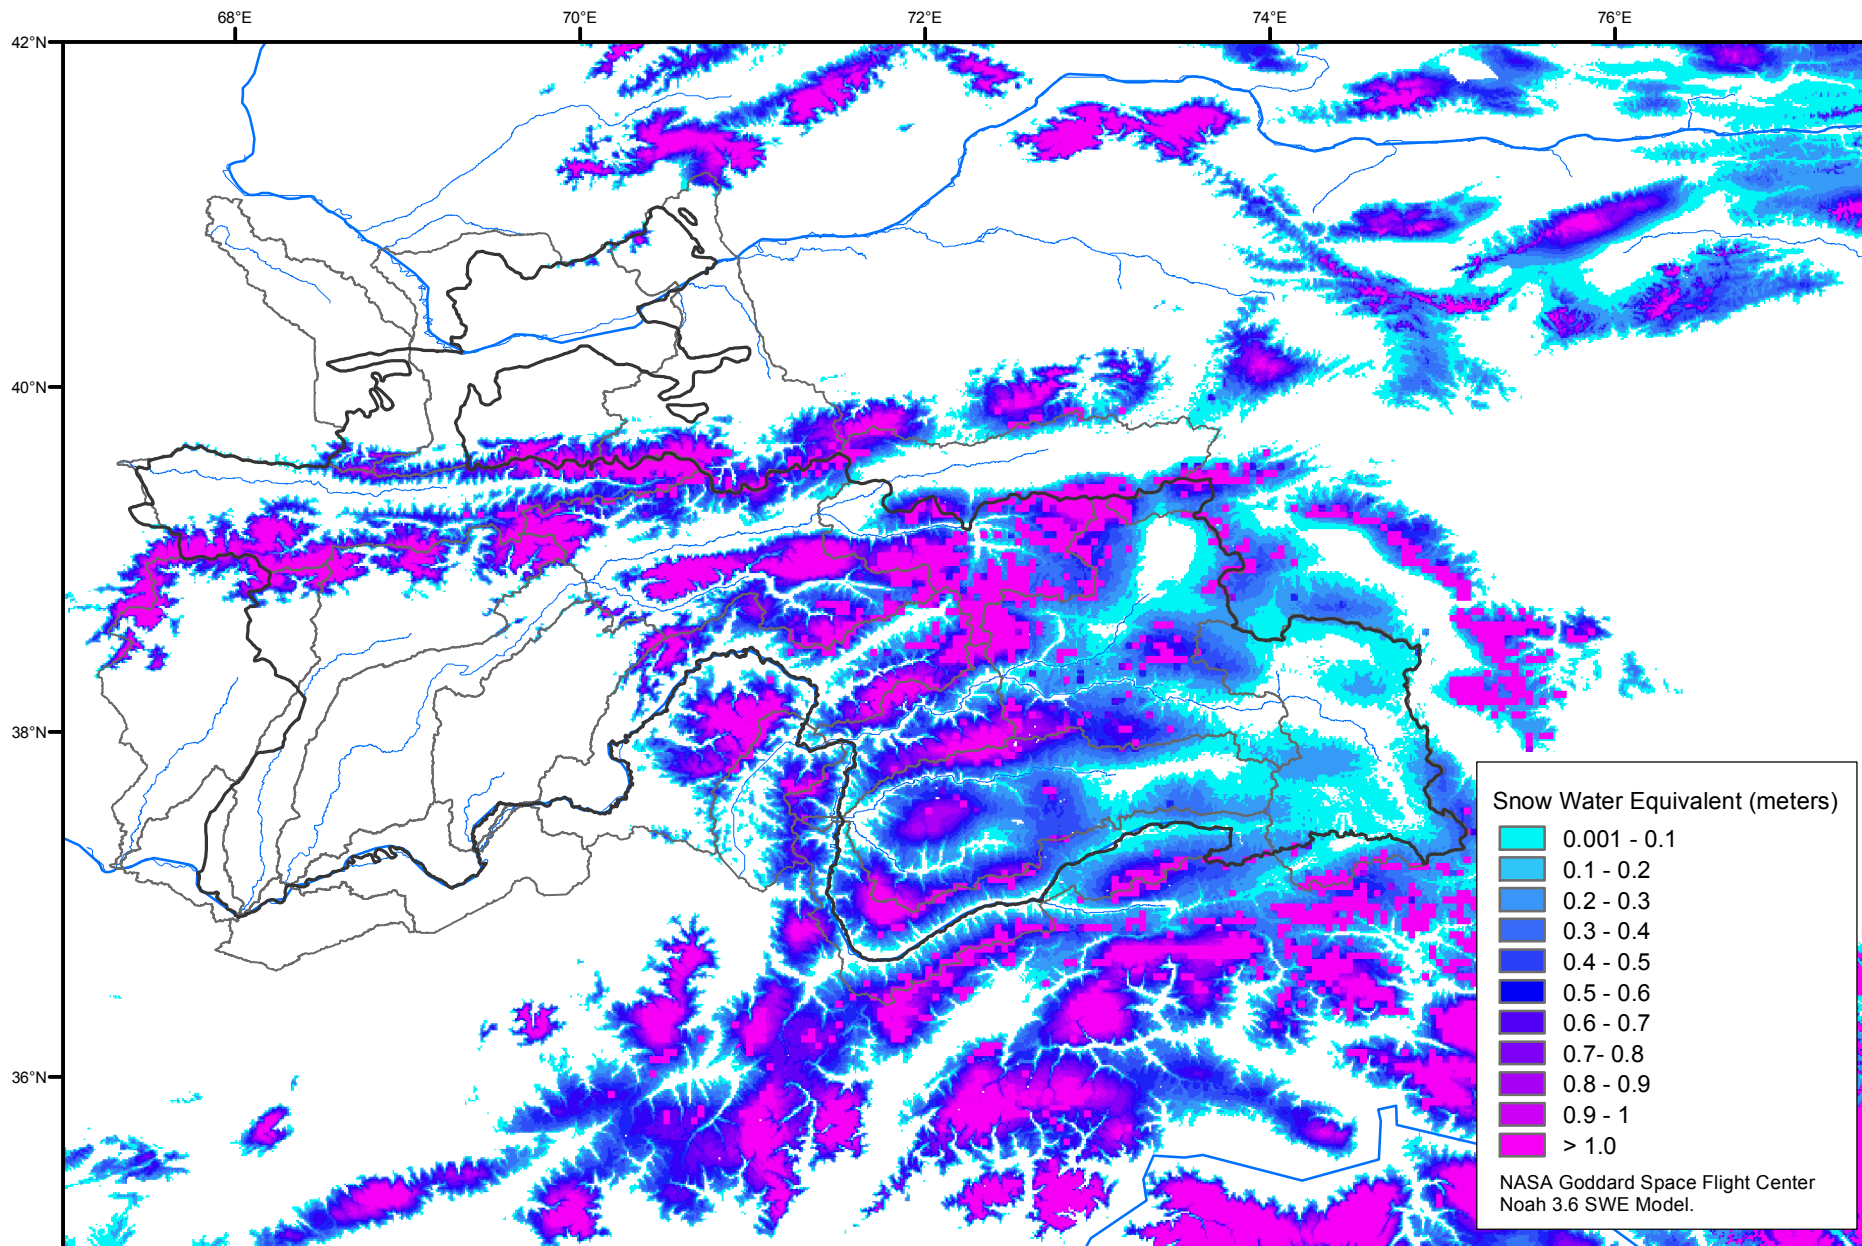 68°E 70°E 72°E 74°E 76°E
42°N
40°N
38°N
36°N
Snow Water Equivalent (meters)
0.001 - 0.1
0.1 - 0.2
0.2 - 0.3
0.3 - 0.4
0.4 - 0.5
0.5 - 0.6
0.6 - 0.7
0.7- 0.8
0.8 - 0.9
0.9 - 1
> 1.0
NASA Goddard Space Flight Center
Noah 3.6 SWE Model.